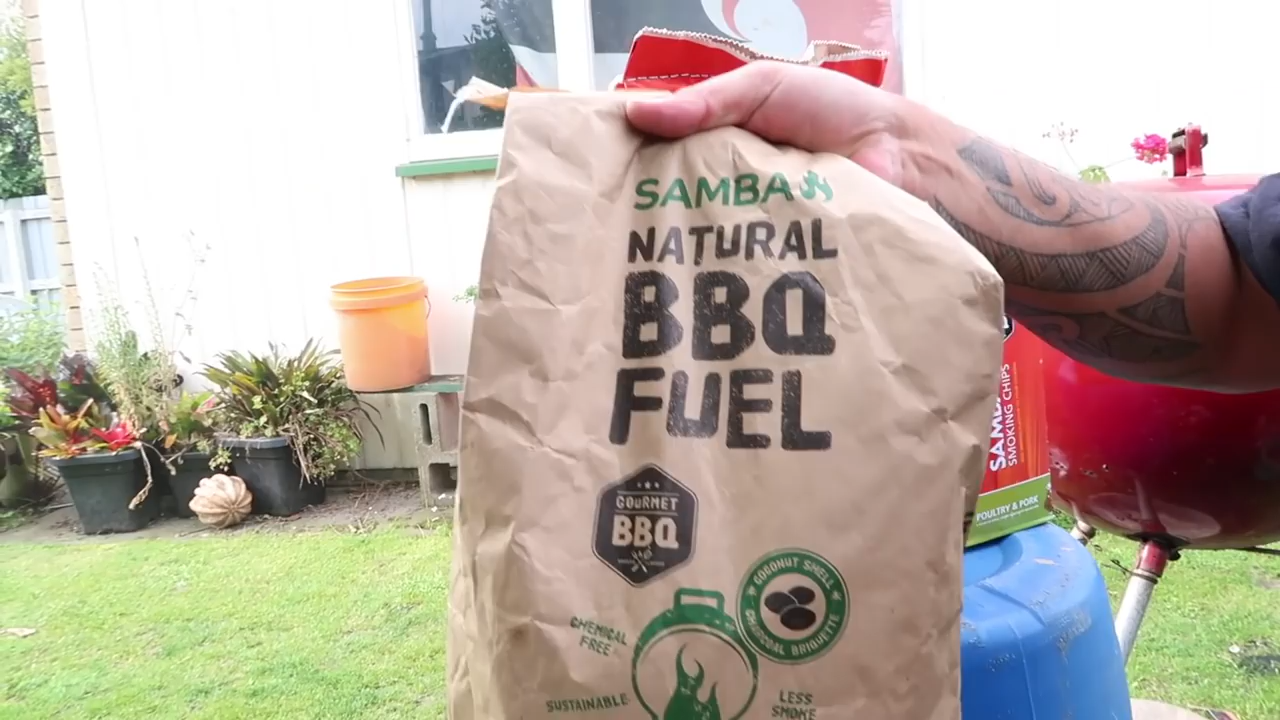 SAMBA
NATURAL
BBQ
FUEL
GOURMET
BBQ
COCONUT SHELL
CHARCOAL BRIQUETTE
CHEMICAL
FREE
SUSTAINABLE
LESS
SMOKE
SAMBA
SMOKING CHIPS
POULTRY & PORK